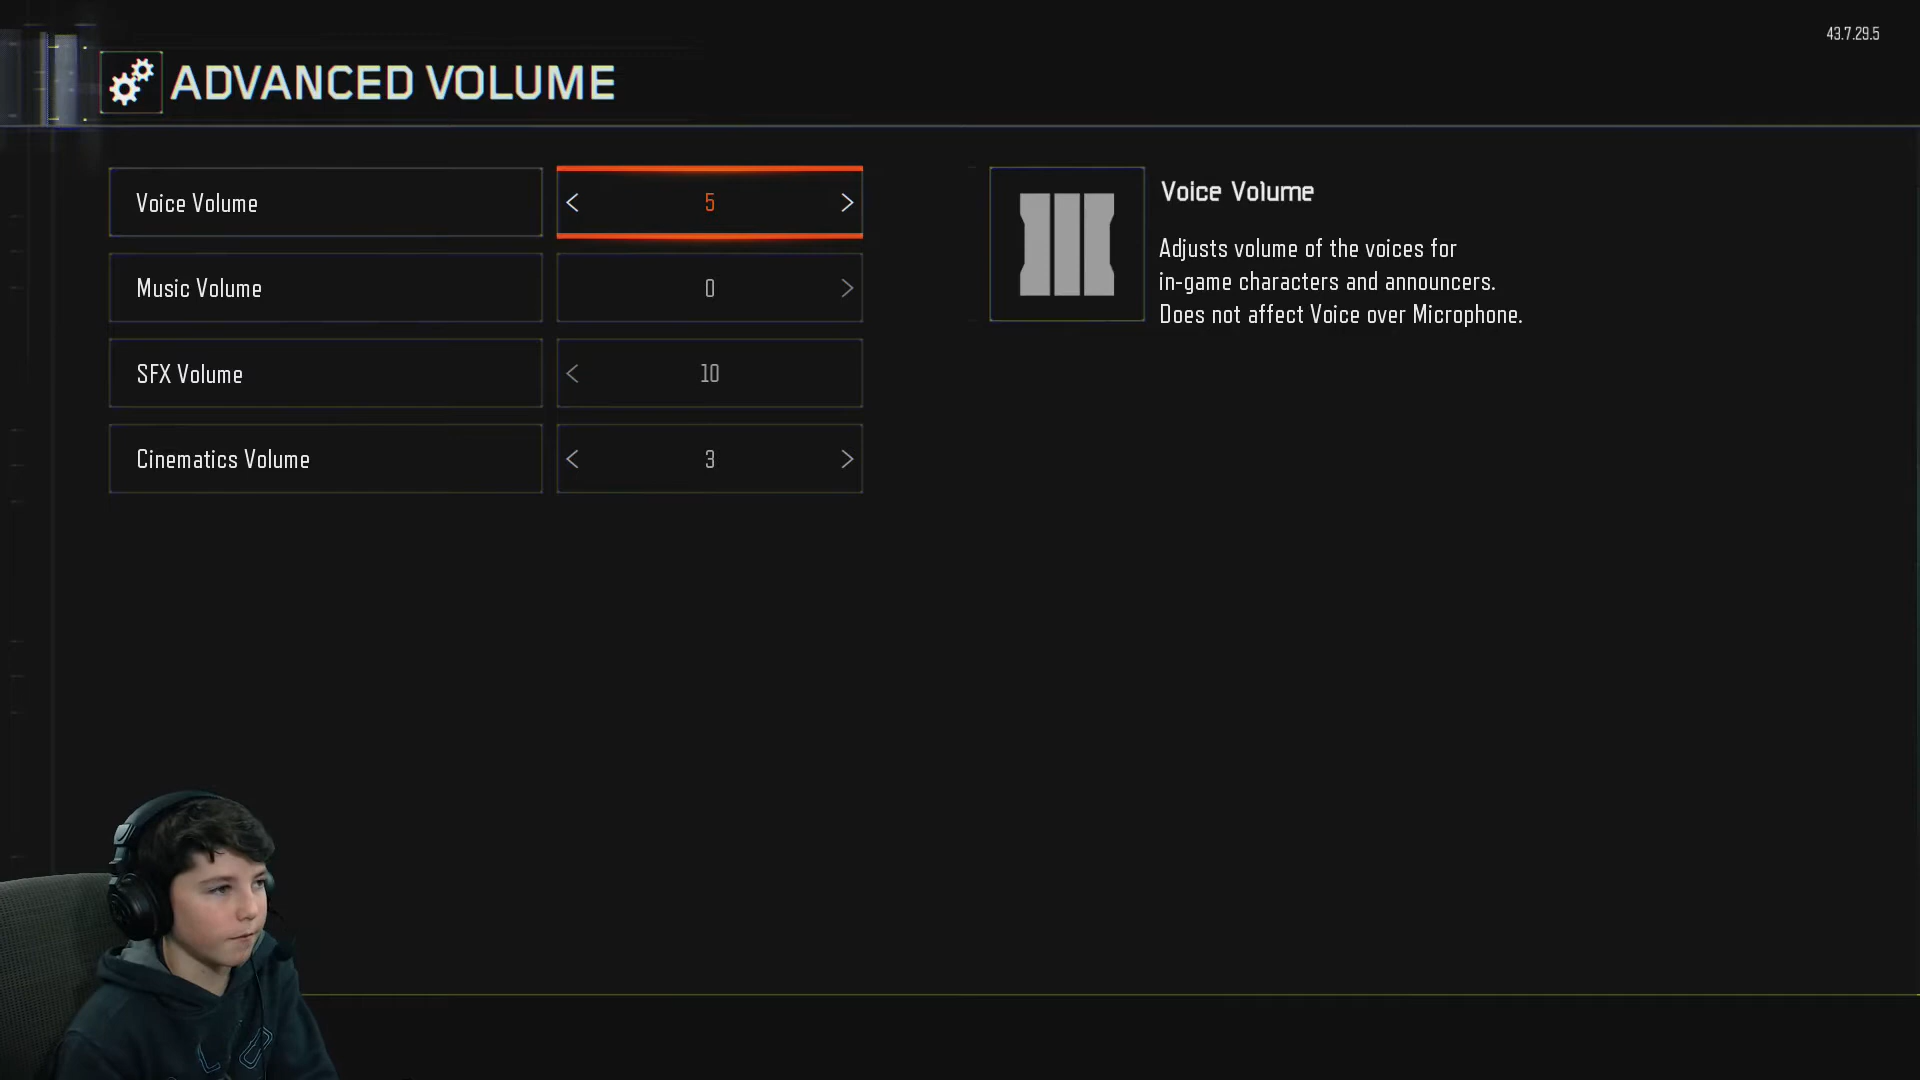 43.7.29.5
ADVANCED VOLUME
Voice Volume
5
Music Volume
0
SFX Volume
10
Cinematics Volume
3
Voice Volume
Adjusts volume of the voices for
in-game characters and announcers.
Does not affect Voice over Microphone.